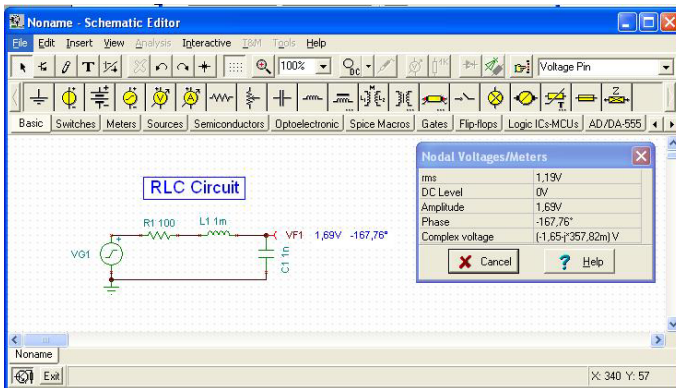 Noname - Schematic Editor
File Edit Insert View Analysis Interactive T&M Tools Help
T 100% DC 1K Voltage Pin
Z
Basic Switches Meters Sources Semiconductors Optoelectronic Spice Macros Gates Flip-flops Logic ICs-MCUs AD/DA-555
Nodal Voltages/Meters
rms 1,19V
DC Level 0V
Amplitude 1,69V
Phase -167,76°
Complex voltage (-1,65-j*357,82m) V
Cancel Help
RLC Circuit
R1 100 L1 1m
VF1 1,69V -167,76°
VG1 +
C1 1n
Noname
Exit X: 340 Y: 57